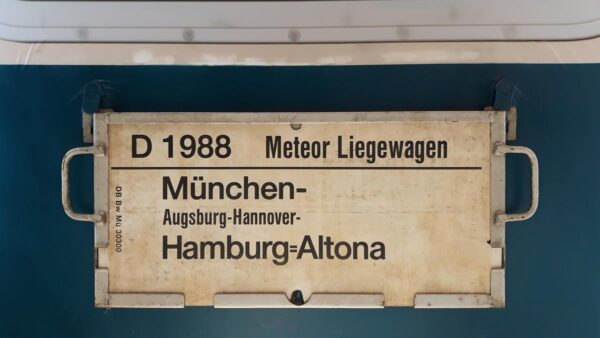 D 1988 Meteor Liegewagen
München-
Augsburg-Hannover-
Hamburg=Altona
DB Bw Mü 30300